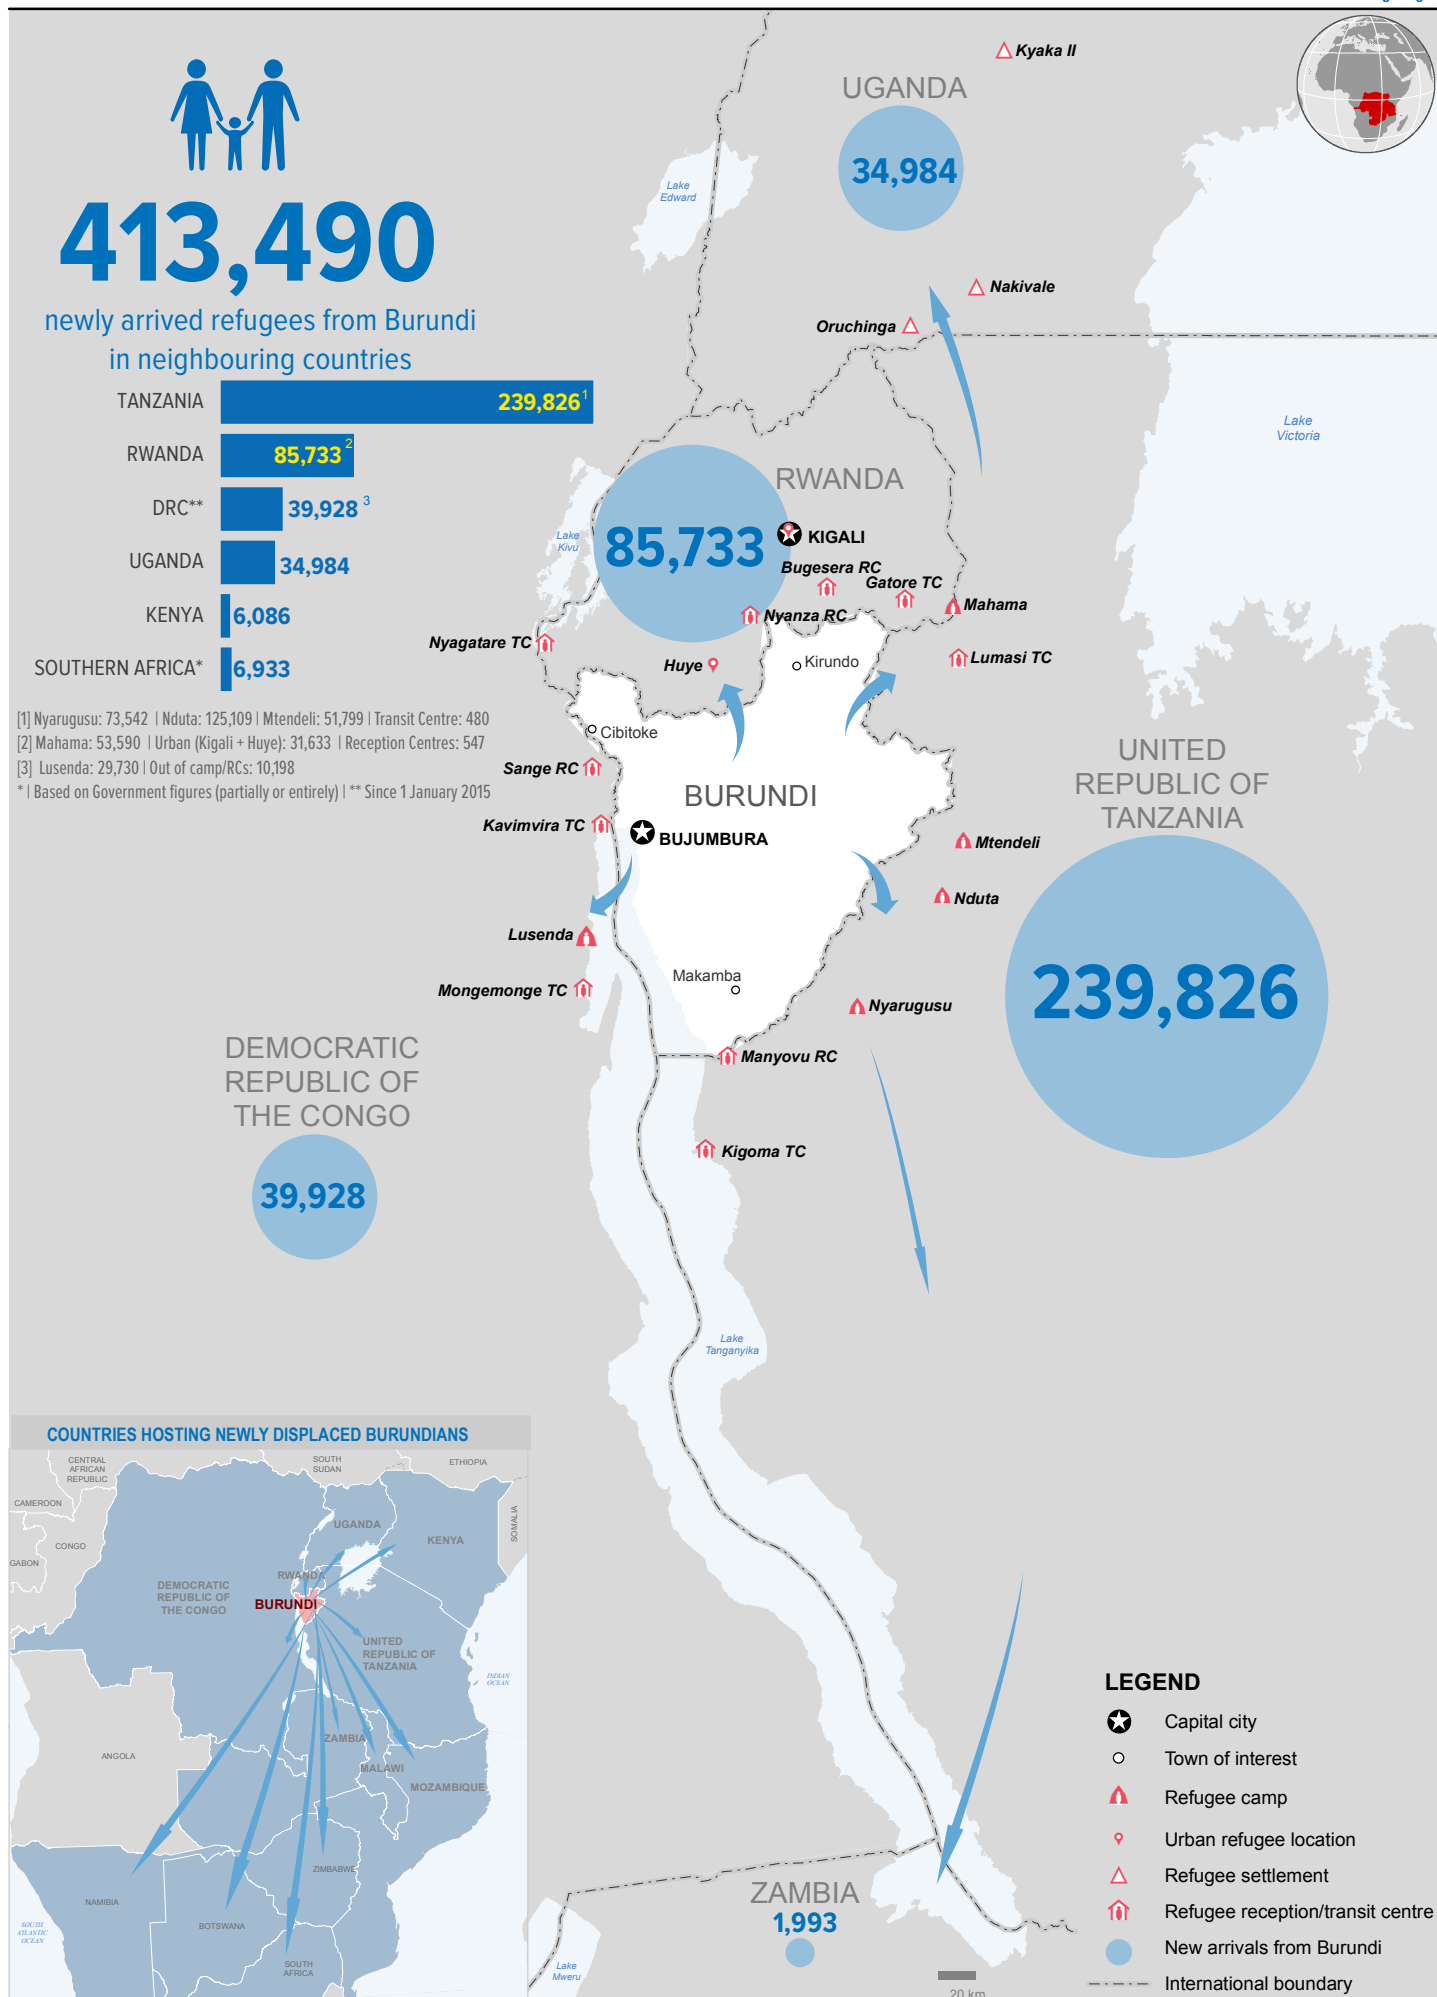 413,490
newly arrived refugees from Burundi
in neighbouring countries
TANZANIA 239,826 1
RWANDA 85,733 2
DRC** 39,928 3
UGANDA 34,984
KENYA 6,086
SOUTHERN AFRICA* 6,933
[1] Nyarugusu: 73,542 | Nduta: 125,109 | Mtendeli: 51,799 | Transit Centre: 480
[2] Mahama: 53,590 | Urban (Kigali + Huye): 31,633 | Reception Centres: 547
[3] Lusenda: 29,730 | Out of camp/RCs: 10,198
* | Based on Government figures (partially or entirely) | ** Since 1 January 2015
Kyaka II
UGANDA
34,984
Lake
Edward
Nakivale
Oruchinga
Lake
Victoria
RWANDA
85,733
KIGALI
Lake
Kivu
Bugesera RC
Gatore TC
Mahama
Nyanza RC
Nyagatare TC
Huye
Kirundo
Lumasi TC
Cibitoke
Sange RC
BURUNDI
UNITED
REPUBLIC OF
TANZANIA
239,826
Kavimvira TC
BUJUMBURA
Mtendeli
Nduta
Lusenda
Makamba
Mongemonge TC
Nyarugusu
Manyovu RC
DEMOCRATIC
REPUBLIC OF
THE CONGO
39,928
Kigoma TC
Lake
Tanganyika
COUNTRIES HOSTING NEWLY DISPLACED BURUNDIANS
CENTRAL
AFRICAN
REPUBLIC
SOUTH
SUDAN
ETHIOPIA
CAMEROON
SOMALIA
UGANDA
KENYA
CONGO
GABON
RWANDA
DEMOCRATIC
REPUBLIC OF
THE CONGO
BURUNDI
UNITED
REPUBLIC OF
TANZANIA
INDIAN
OCEAN
ANGOLA
ZAMBIA
MALAWI
MOZAMBIQUE
ZIMBABWE
NAMIBIA
BOTSWANA
SOUTH
ATLANTIC
OCEAN
SOUTH
AFRICA
ZAMBIA
1,993
Lake
Mweru
20 km
LEGEND
Capital city
Town of interest
Refugee camp
Urban refugee location
Refugee settlement
Refugee reception/transit centre
New arrivals from Burundi
International boundary